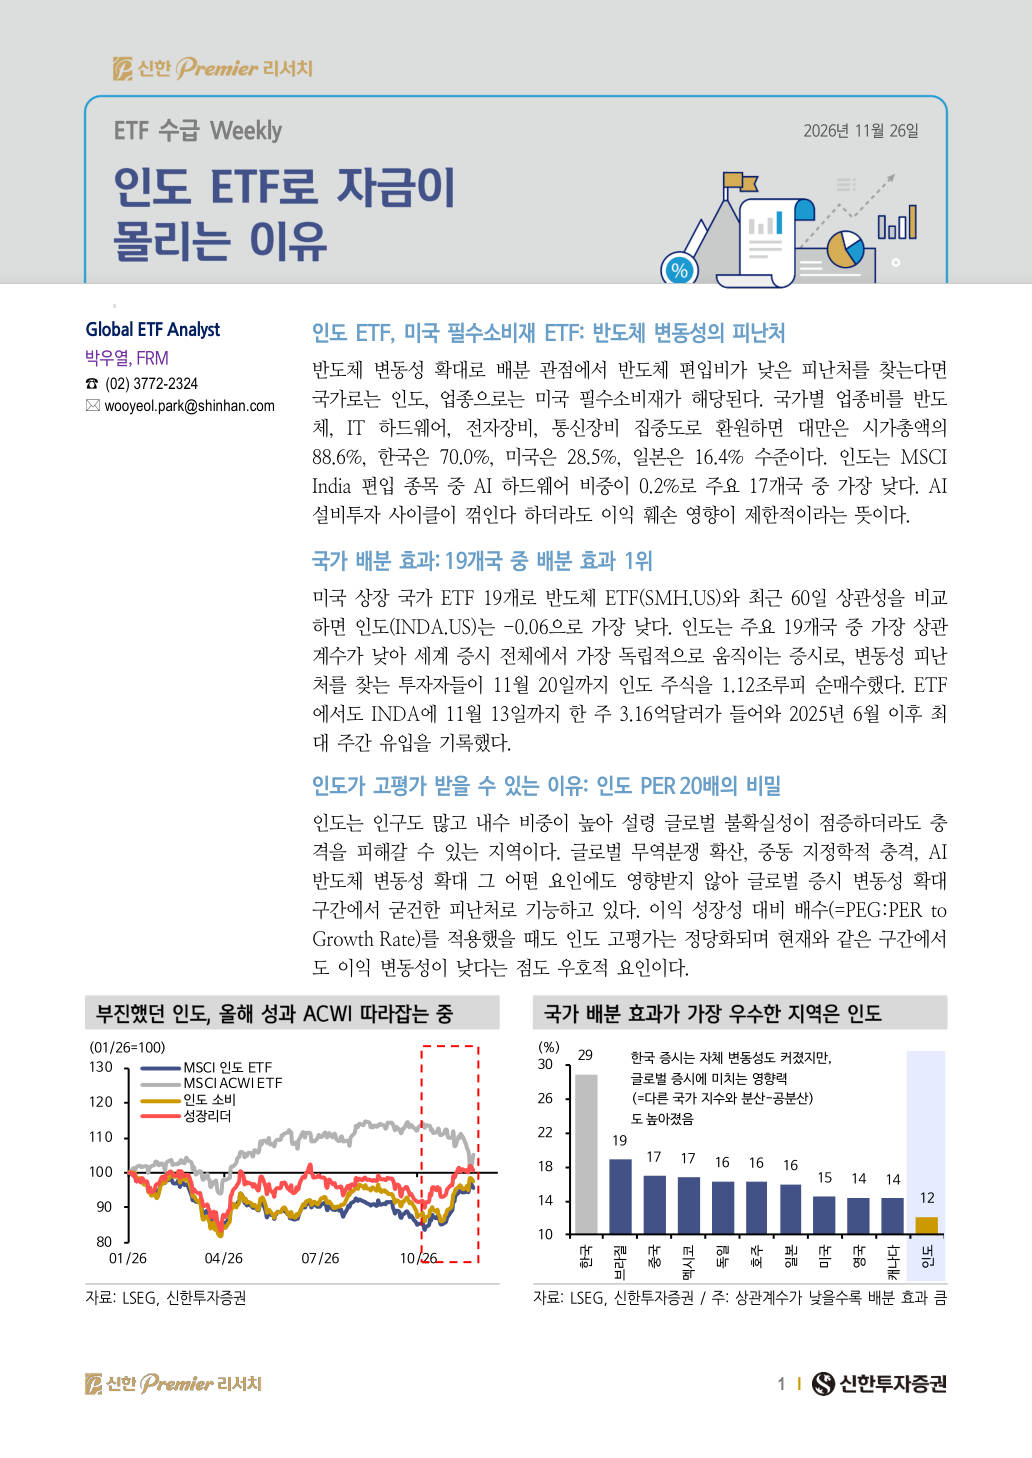 신한 Premier 리서치
ETF 수급 Weekly
2026년 11월 26일
인도 ETF로 자금이
몰리는 이유
%
Global ETF Analyst
박우열, FRM
☎ (02) 3772-2324
✉ wooyeol.park@shinhan.com
인도 ETF, 미국 필수소비재 ETF: 반도체 변동성의 피난처
반도체 변동성 확대로 배분 관점에서 반도체 편입비가 낮은 피난처를 찾는다면
국가로는 인도, 업종으로는 미국 필수소비재가 해당된다. 국가별 업종비를 반도
체, IT 하드웨어, 전자장비, 통신장비 집중도로 환원하면 대만은 시가총액의
88.6%, 한국은 70.0%, 미국은 28.5%, 일본은 16.4% 수준이다. 인도는 MSCI
India 편입 종목 중 AI 하드웨어 비중이 0.2%로 주요 17개국 중 가장 낮다. AI
설비투자 사이클이 꺾인다 하더라도 이익 훼손 영향이 제한적이라는 뜻이다.
국가 배분 효과: 19개국 중 배분 효과 1위
미국 상장 국가 ETF 19개로 반도체 ETF(SMH.US)와 최근 60일 상관성을 비교
하면 인도(INDA.US)는 -0.06으로 가장 낮다. 인도는 주요 19개국 중 가장 상관
계수가 낮아 세계 증시 전체에서 가장 독립적으로 움직이는 증시로, 변동성 피난
처를 찾는 투자자들이 11월 20일까지 인도 주식을 1.12조루피 순매수했다. ETF
에서도 INDA에 11월 13일까지 한 주 3.16억달러가 들어와 2025년 6월 이후 최
대 주간 유입을 기록했다.
인도가 고평가 받을 수 있는 이유: 인도 PER 20배의 비밀
인도는 인구도 많고 내수 비중이 높아 설령 글로벌 불확실성이 점증하더라도 충
격을 피해갈 수 있는 지역이다. 글로벌 무역분쟁 확산, 중동 지정학적 충격, AI
반도체 변동성 확대 그 어떤 요인에도 영향받지 않아 글로벌 증시 변동성 확대
구간에서 굳건한 피난처로 기능하고 있다. 이익 성장성 대비 배수(=PEG:PER to
Growth Rate)를 적용했을 때도 인도 고평가는 정당화되며 현재와 같은 구간에서
도 이익 변동성이 낮다는 점도 우호적 요인이다.
부진했던 인도, 올해 성과 ACWI 따라잡는 중
(01/26=100)
130
120
110
100
90
80
MSCI 인도 ETF
MSCI ACWI ETF
인도 소비
성장리더
01/26 04/26 07/26 10/26
자료: LSEG, 신한투자증권
국가 배분 효과가 가장 우수한 지역은 인도
(%)
30
26
22
18
14
10
한국 증시는 자체 변동성도 커졌지만,
글로벌 증시에 미치는 영향력
(=다른 국가 지수와 분산-공분산)
도 높아졌음
29 19 17 17 16 16 16 15 14 14 12
한국 브라질 중국 멕시코 독일 호주 일본 미국 영국 캐나다 인도
자료: LSEG, 신한투자증권 / 주: 상관계수가 낮을수록 배분 효과 큼
신한 Premier 리서치
1 | 신한투자증권